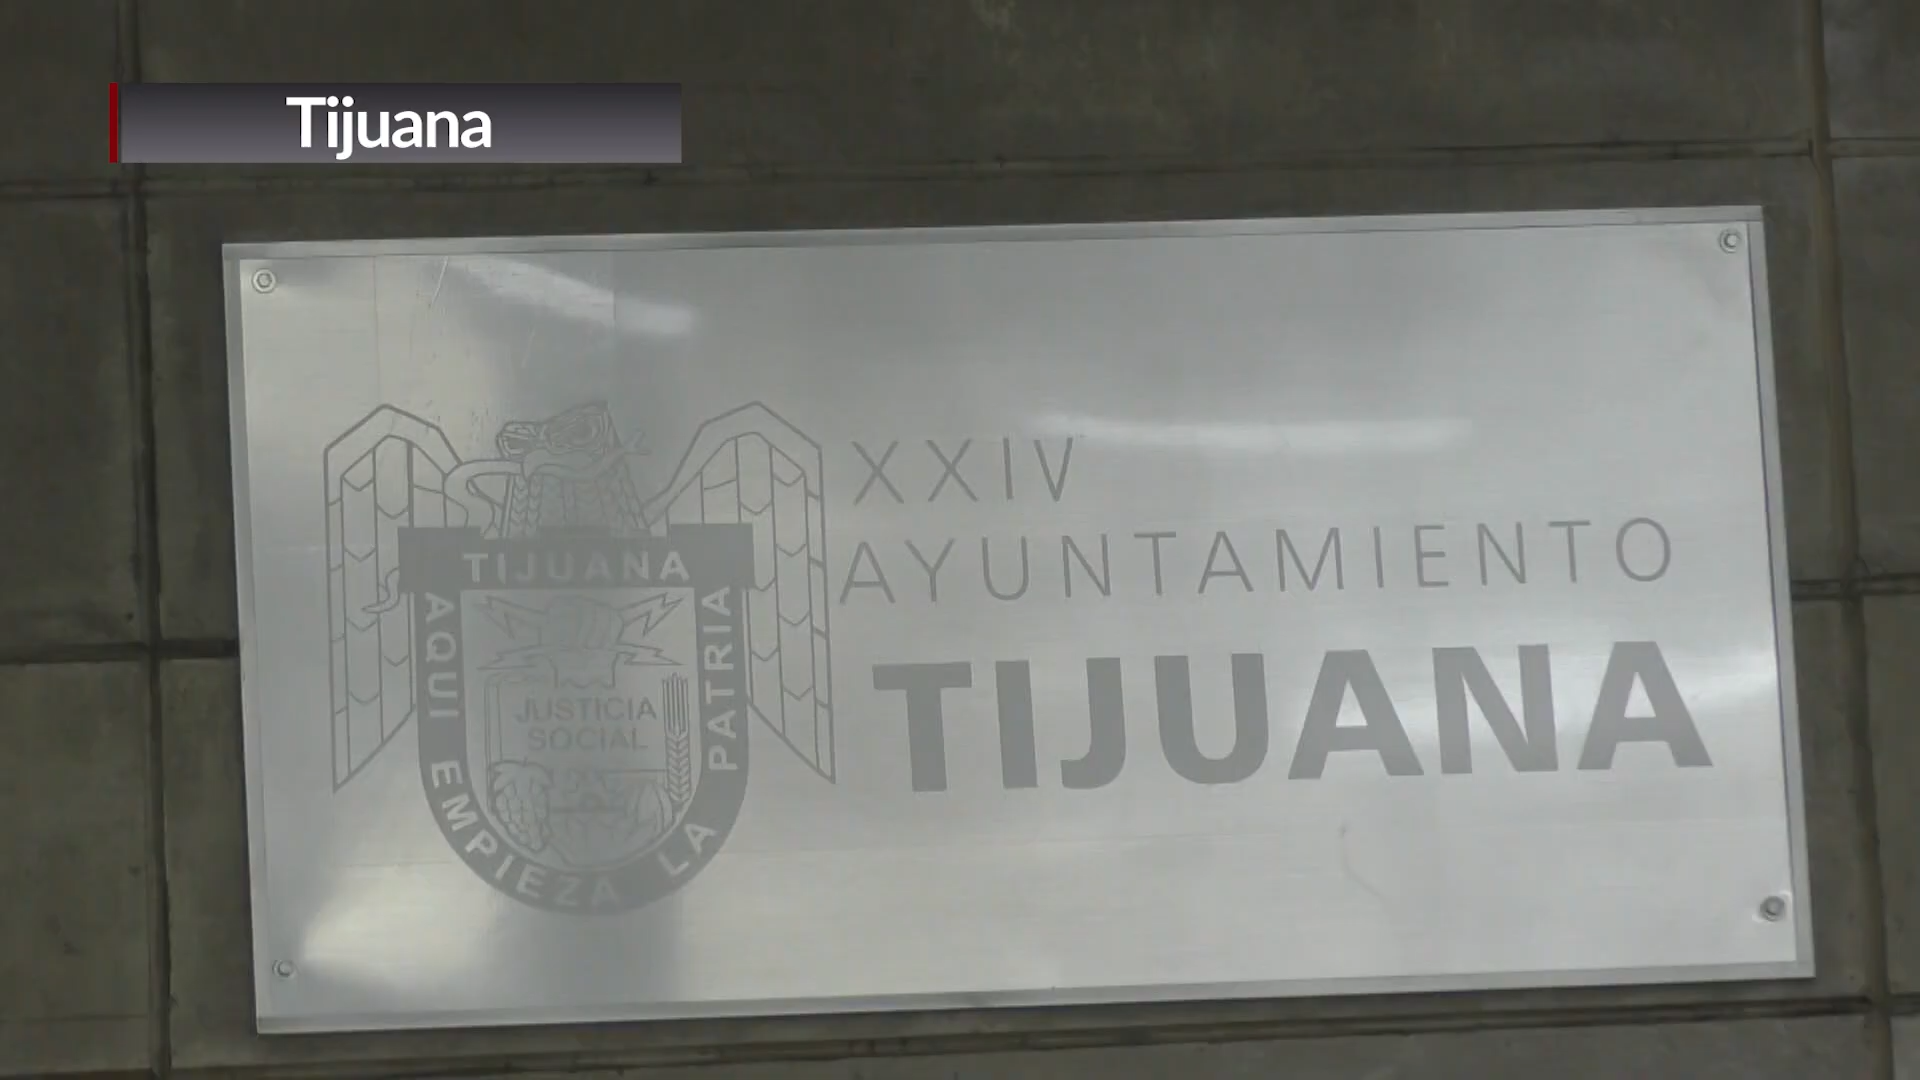 Tijuana
XXIV
AYUNTAMIENTO
TIJUANA
TIJUANA
AQUI EMPIEZA LA PATRIA
JUSTICIA
SOCIAL